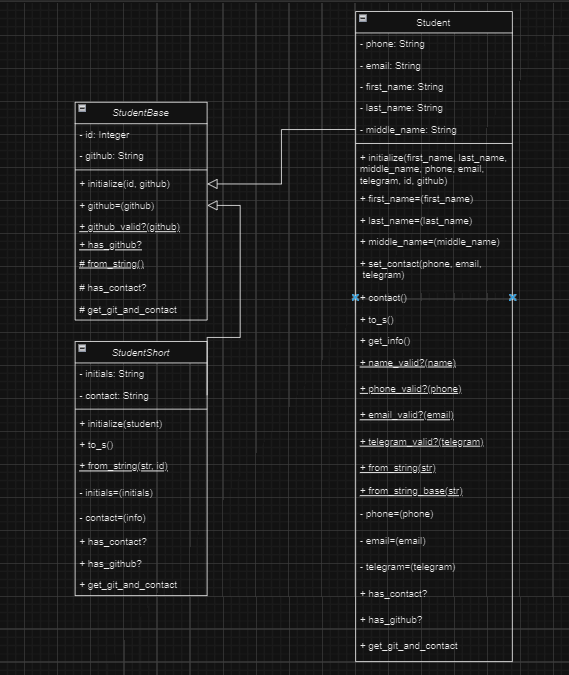 Student
- phone: String
- email: String
- first_name: String
- last_name: String
- middle_name: String
+ initialize(first_name, last_name,
middle_name, phone, email,
telegram, id, github)
+ first_name=(first_name)
+ last_name=(last_name)
+ middle_name=(middle_name)
+ set_contact(phone, email,
telegram)
+ contact()
+ to_s()
+ get_info()
+ name_valid?(name)
+ phone_valid?(phone)
+ email_valid?(email)
+ telegram_valid?(telegram)
+ from_string(str)
+ from_string_base(str)
- phone=(phone)
- email=(email)
- telegram=(telegram)
+ has_contact?
+ has_github?
+ get_git_and_contact
StudentBase
- id: Integer
- github: String
+ initialize(id, github)
+ github=(github)
+ github_valid?(github)
+ has_github?
# from_string()
# has_contact?
# get_git_and_contact
StudentShort
- initials: String
- contact: String
+ initialize(student)
+ to_s()
+ from_string(str, id)
- initials=(initials)
- contact=(info)
+ has_contact?
+ has_github?
+ get_git_and_contact